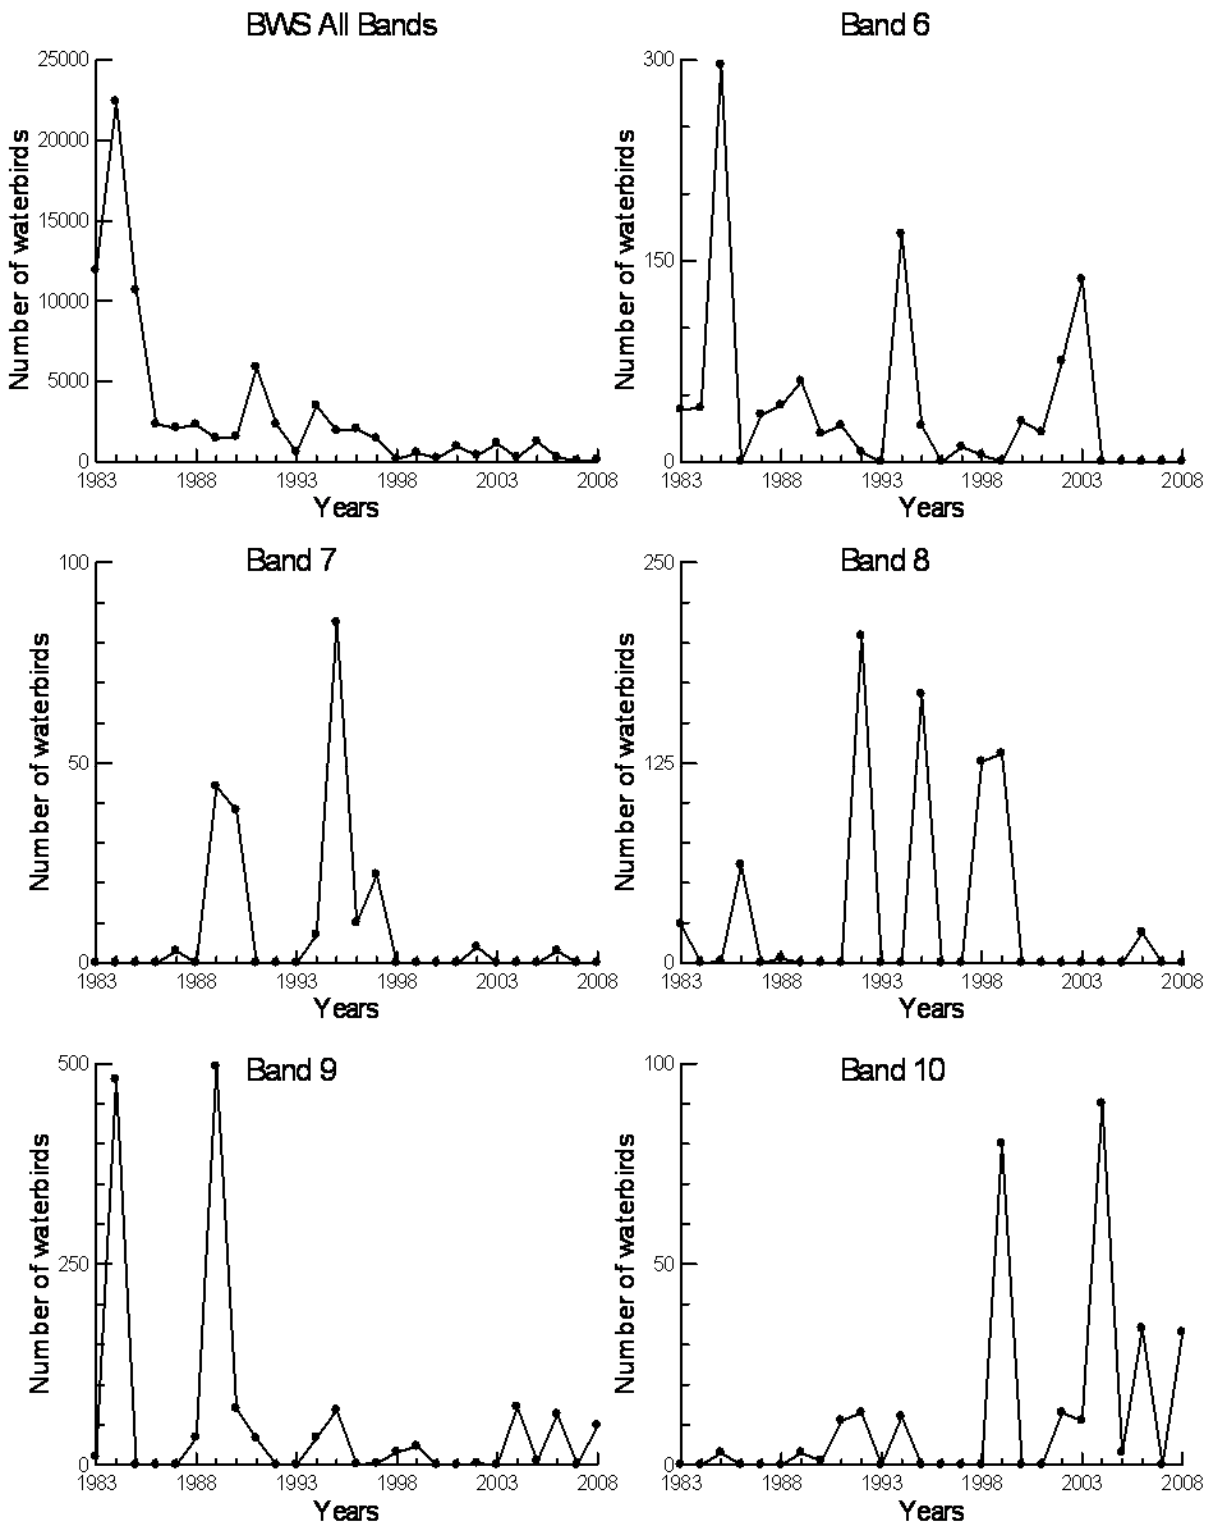 BWS All Bands
25000
20000
15000
10000
5000
0
Number of waterbirds
1983 1988 1993 1998 2003 2008
Years
Band 6
300
150
0
Number of waterbirds
1983 1988 1993 1998 2003 2008
Years
Band 7
100
50
0
Number of waterbirds
1983 1988 1993 1998 2003 2008
Years
Band 8
250
125
0
Number of waterbirds
1983 1988 1993 1998 2003 2008
Years
Band 9
500
250
0
Number of waterbirds
1983 1988 1993 1998 2003 2008
Years
Band 10
100
50
0
Number of waterbirds
1983 1988 1993 1998 2003 2008
Years